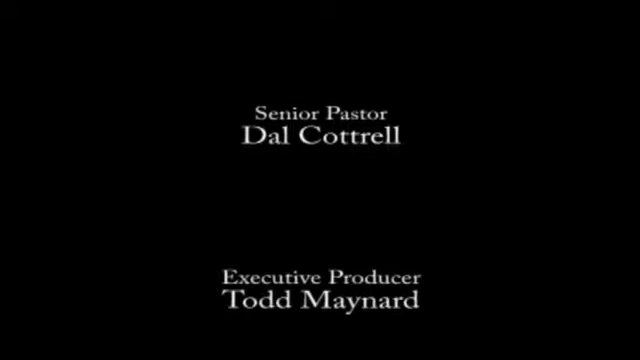 Senior Pastor
Dal Cottrell
Executive Producer
Todd Maynard